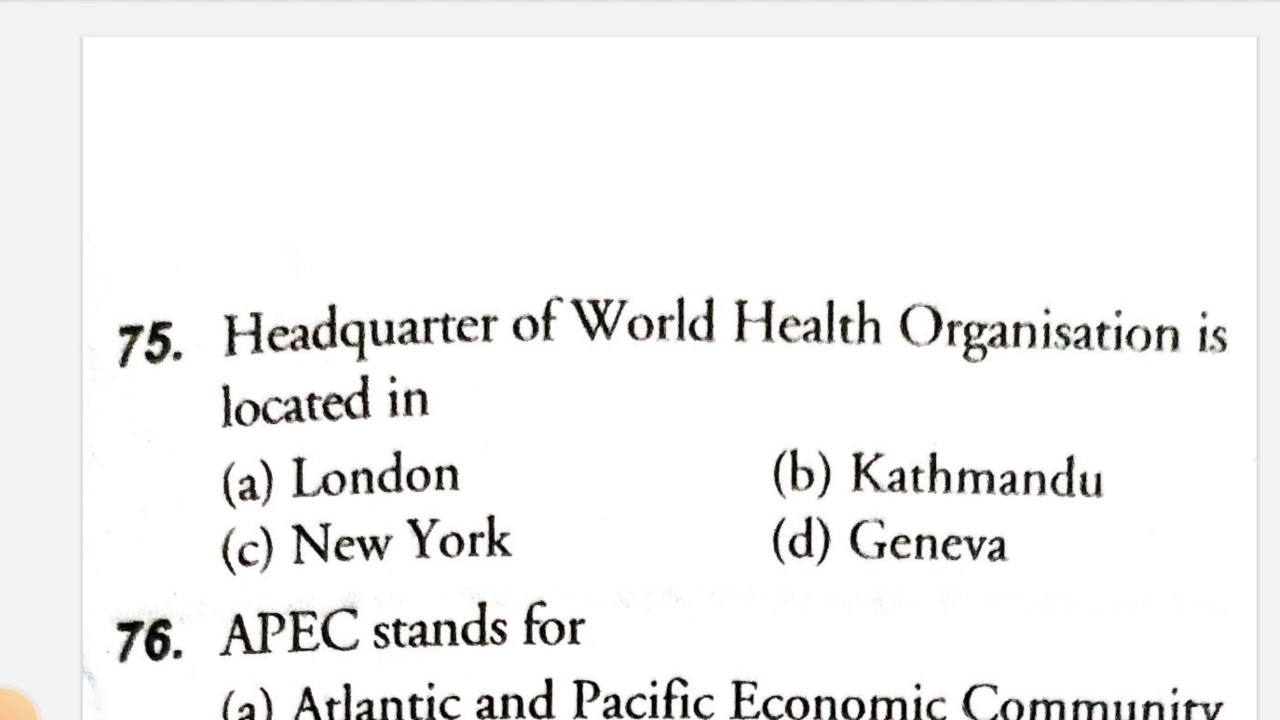 75. Headquarter of World Health Organisation is
located in
(a) London (b) Kathmandu
(c) New York (d) Geneva
76. APEC stands for
(a) Atlantic and Pacific Economic Community